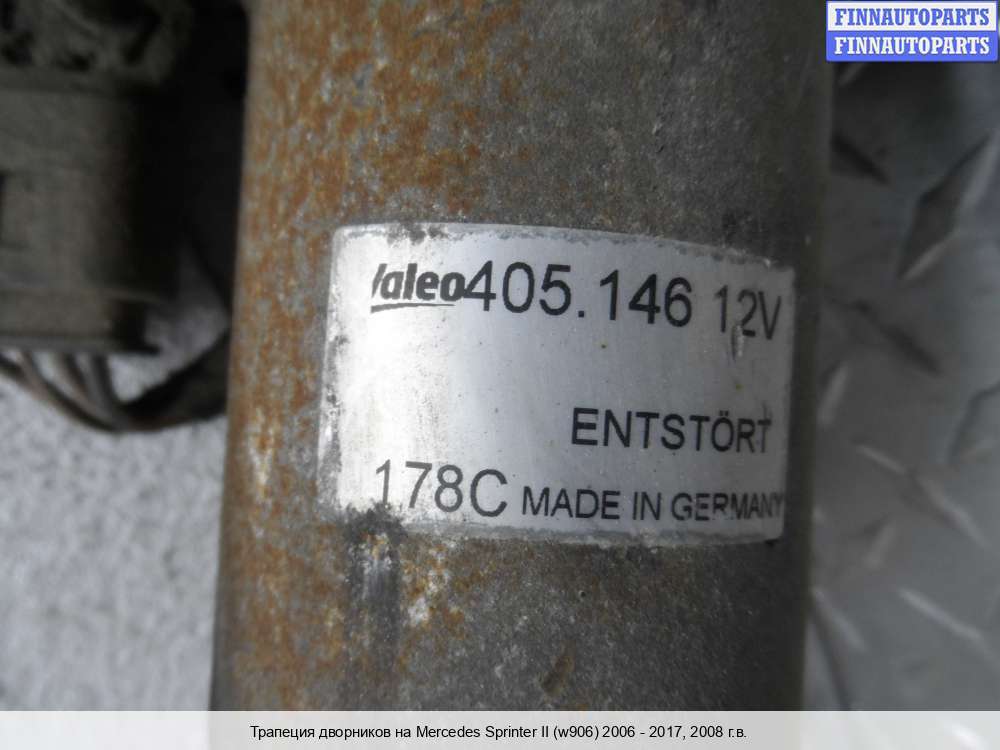 FINNAUTOPARTS
FINNAUTOPARTS
Valeo 405.146 12V
ENTSTÖRT
178C MADE IN GERMANY
Трапеция дворников на Mercedes Sprinter II (w906) 2006 - 2017, 2008 г.в.